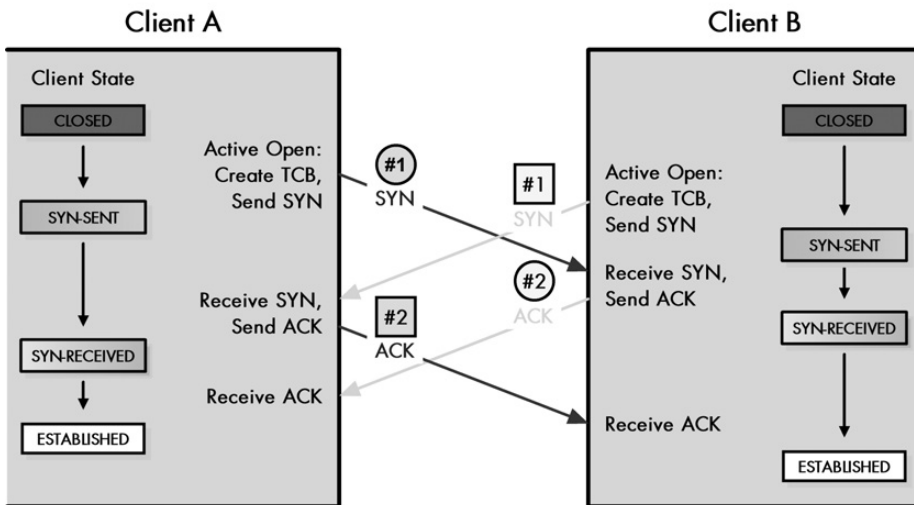 Client A
Client State
CLOSED
SYN-SENT
SYN-RECEIVED
ESTABLISHED
Active Open:
Create TCB,
Send SYN
Receive SYN,
Send ACK
Receive ACK
#1
SYN
#1
SYN
#2
ACK
#2
ACK
Client B
Active Open:
Create TCB,
Send SYN
Receive SYN,
Send ACK
Receive ACK
Client State
CLOSED
SYN-SENT
SYN-RECEIVED
ESTABLISHED